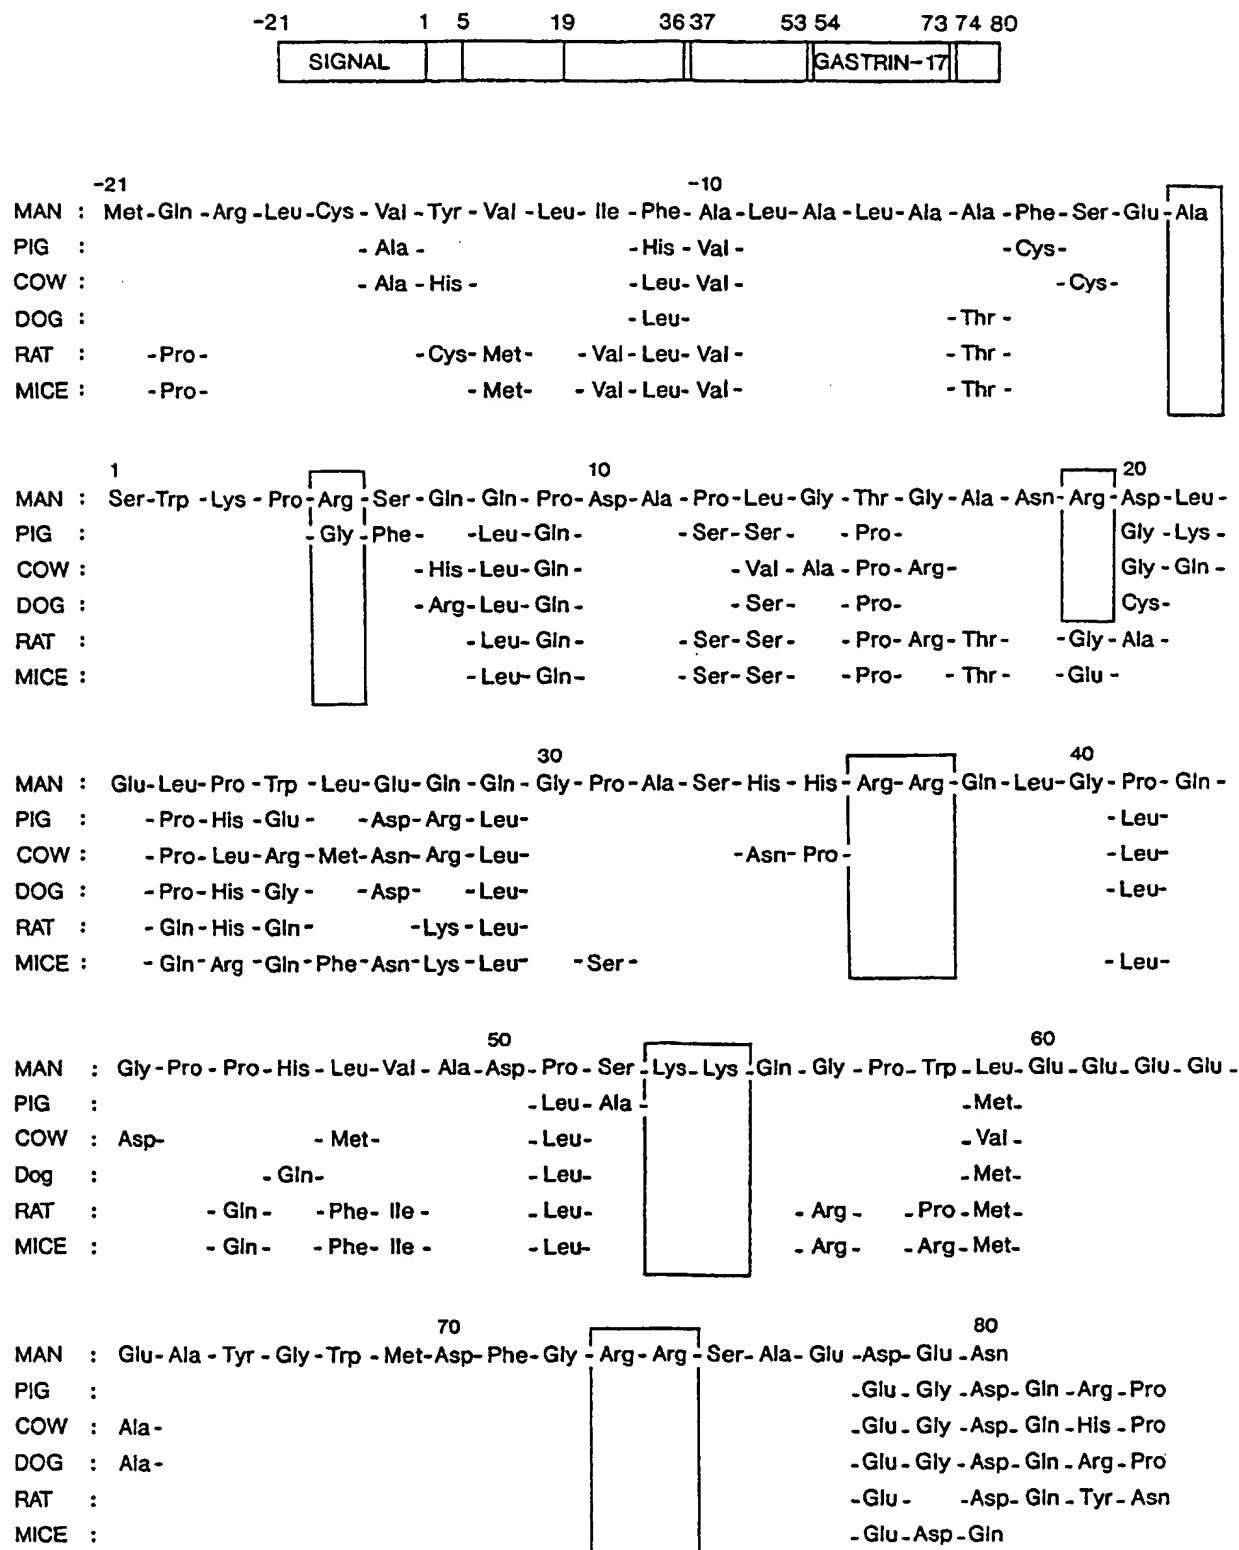 -21 1 5 19 36 37 53 54 73 74 80
SIGNAL GASTRIN-17
-21 -10
MAN : Met-Gln-Arg-Leu-Cys-Val-Tyr-Val-Leu-Ile-Phe-Ala-Leu-Ala-Leu-Ala-Ala-Phe-Ser-Glu-Ala
PIG : -Ala- -His-Val- -Cys-
COW : -Ala-His- -Leu-Val- -Cys-
DOG : -Leu- -Thr-
RAT : -Pro- -Cys-Met- -Val-Leu-Val- -Thr-
MICE : -Pro- -Met- -Val-Leu-Val- -Thr-
1 10 20
MAN : Ser-Trp-Lys-Pro-Arg-Ser-Gln-Gln-Pro-Asp-Ala-Pro-Leu-Gly-Thr-Gly-Ala-Asn-Arg-Asp-Leu-
PIG : -Gly-Phe- -Leu-Gln- -Ser-Ser- -Pro- Gly-Lys-
COW : -His-Leu-Gln- -Val-Ala-Pro-Arg- Gly-Gln-
DOG : -Arg-Leu-Gln- -Ser- -Pro- Cys-
RAT : -Leu-Gln- -Ser-Ser- -Pro-Arg-Thr- -Gly-Ala-
MICE : -Leu-Gln- -Ser-Ser- -Pro- -Thr- -Glu-
30 40
MAN : Glu-Leu-Pro-Trp-Leu-Glu-Gln-Gln-Gly-Pro-Ala-Ser-His-His-Arg-Arg-Gln-Leu-Gly-Pro-Gln-
PIG : -Pro-His-Glu- -Asp-Arg-Leu- -Leu-
COW : -Pro-Leu-Arg-Met-Asn-Arg-Leu- -Asn-Pro- -Leu-
DOG : -Pro-His-Gly- -Asp- -Leu- -Leu-
RAT : -Gln-His-Gln- -Lys-Leu-
MICE : -Gln-Arg-Gln-Phe-Asn-Lys-Leu- -Ser- -Leu-
50 60
MAN : Gly-Pro-Pro-His-Leu-Val-Ala-Asp-Pro-Ser-Lys-Lys-Gln-Gly-Pro-Trp-Leu-Glu-Glu-Glu-Glu-
PIG : -Leu-Ala- -Met-
COW : Asp- -Met- -Leu- -Val-
Dog : -Gln- -Leu- -Met-
RAT : -Gln- -Phe-Ile- -Leu- -Arg- -Pro-Met-
MICE : -Gln- -Phe-Ile- -Leu- -Arg- -Arg-Met-
70 80
MAN : Glu-Ala-Tyr-Gly-Trp-Met-Asp-Phe-Gly-Arg-Arg-Ser-Ala-Glu-Asp-Glu-Asn
PIG : -Glu-Gly-Asp-Gln-Arg-Pro
COW : Ala- -Glu-Gly-Asp-Gln-His-Pro
DOG : Ala- -Glu-Gly-Asp-Gln-Arg-Pro
RAT : -Glu- -Asp-Gln-Tyr-Asn
MICE : -Glu-Asp-Gln